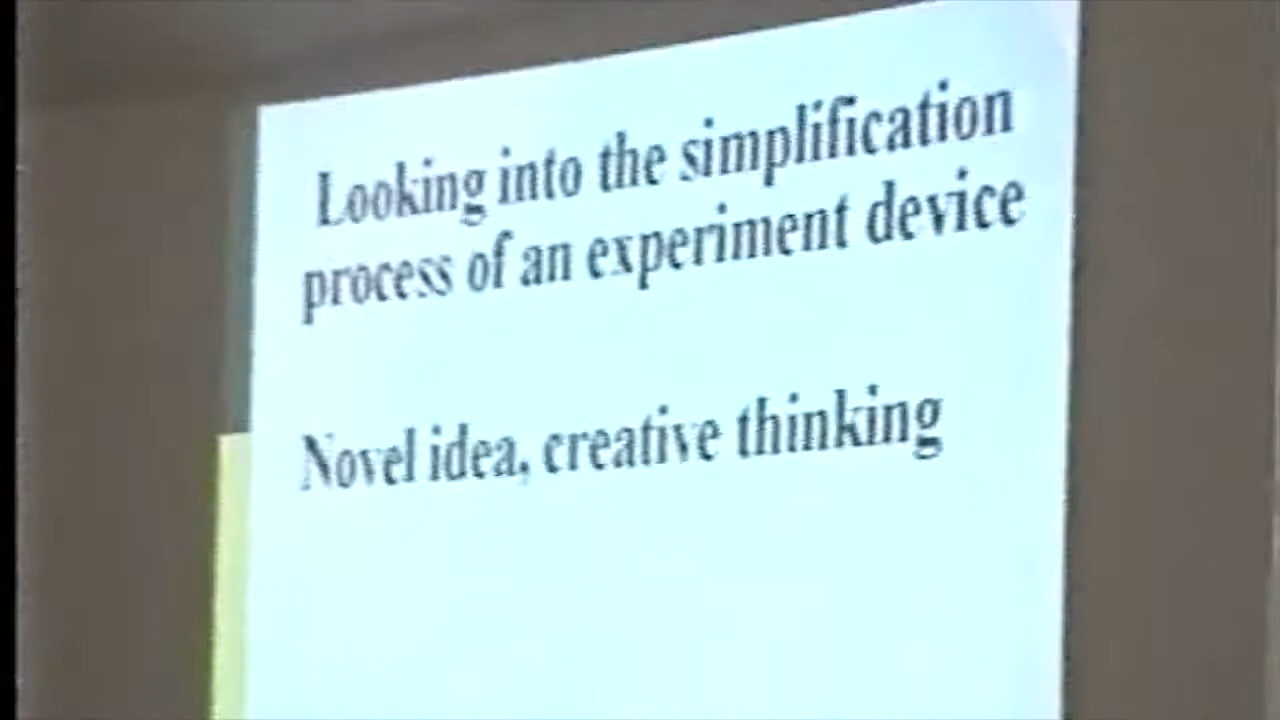 Looking into the simplification
process of an experiment device
Novel idea, creative thinking